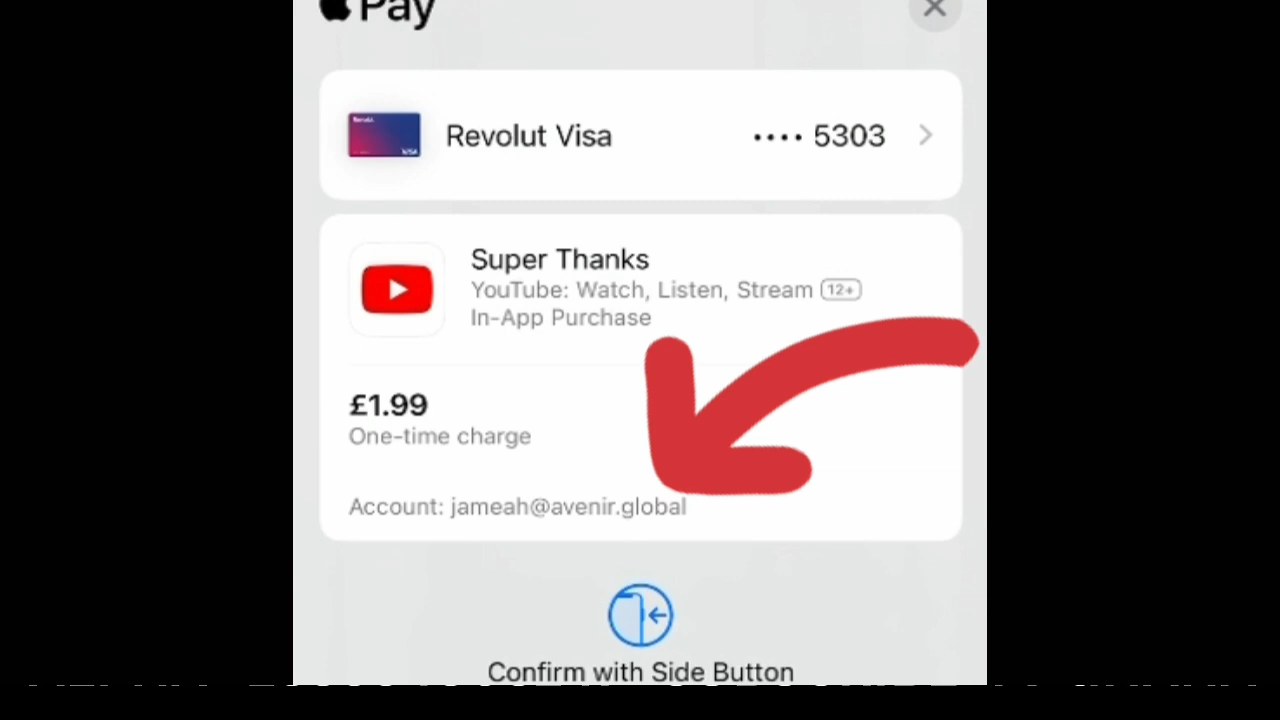 Pay
Revolut Visa •••• 5303
Super Thanks
YouTube: Watch, Listen, Stream 12+
In-App Purchase
£1.99
One-time charge
Account: jameah@avenir.global
Confirm with Side Button